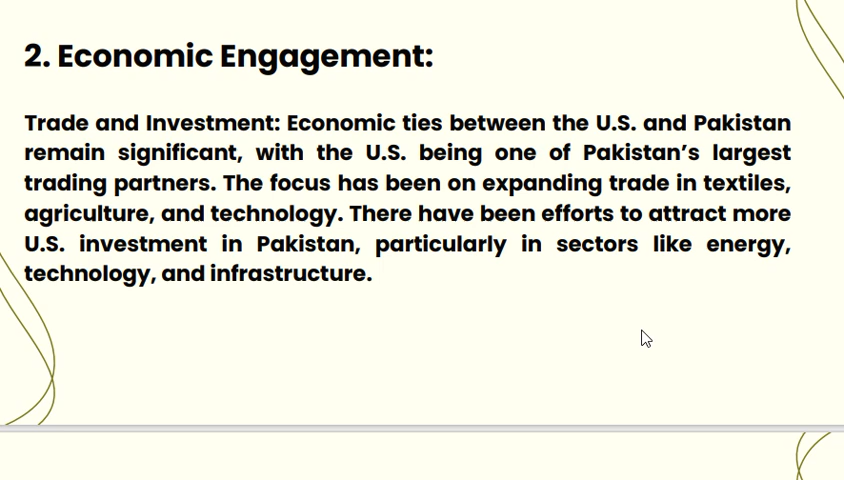 2. Economic Engagement:
Trade and Investment: Economic ties between the U.S. and Pakistan
remain significant, with the U.S. being one of Pakistan’s largest
trading partners. The focus has been on expanding trade in textiles,
agriculture, and technology. There have been efforts to attract more
U.S. investment in Pakistan, particularly in sectors like energy,
technology, and infrastructure.